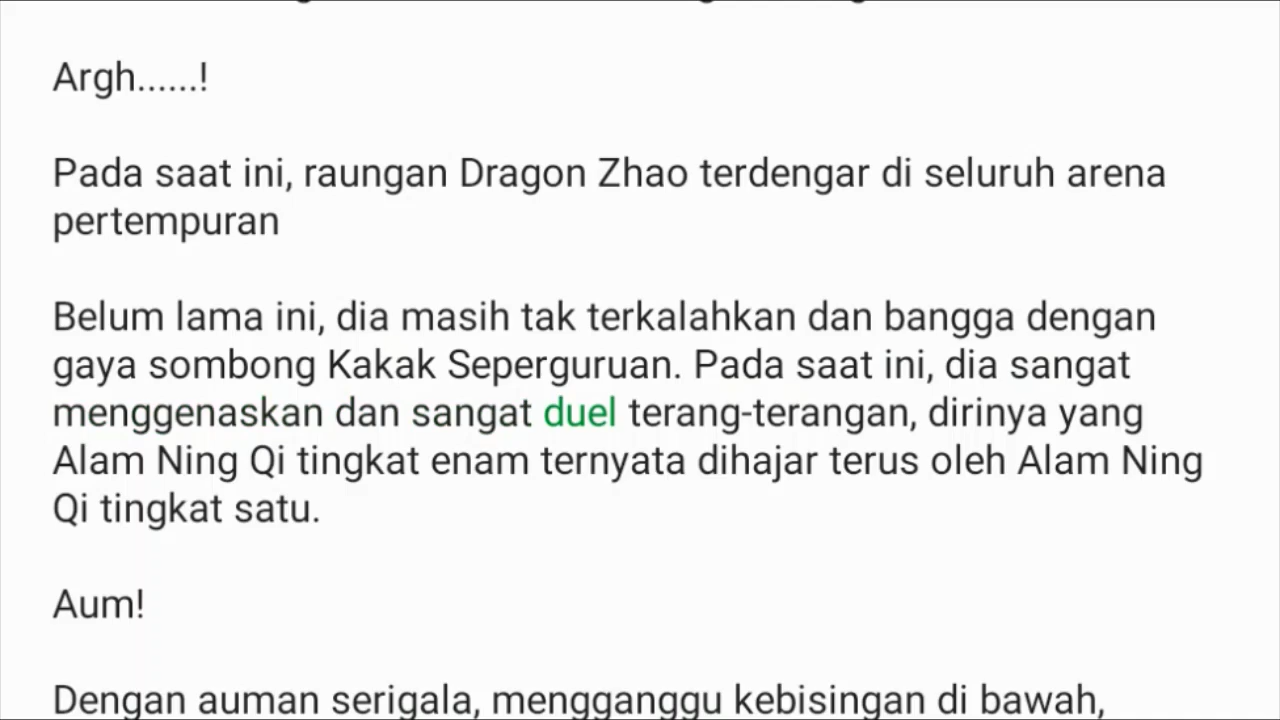 Argh......!
Pada saat ini, raungan Dragon Zhao terdengar di seluruh arena
pertempuran
Belum lama ini, dia masih tak terkalahkan dan bangga dengan
gaya sombong Kakak Seperguruan. Pada saat ini, dia sangat
menggenaskan dan sangat duel terang-terangan, dirinya yang
Alam Ning Qi tingkat enam ternyata dihajar terus oleh Alam Ning
Qi tingkat satu.
Aum!
Dengan auman serigala, mengganggu kebisingan di bawah,